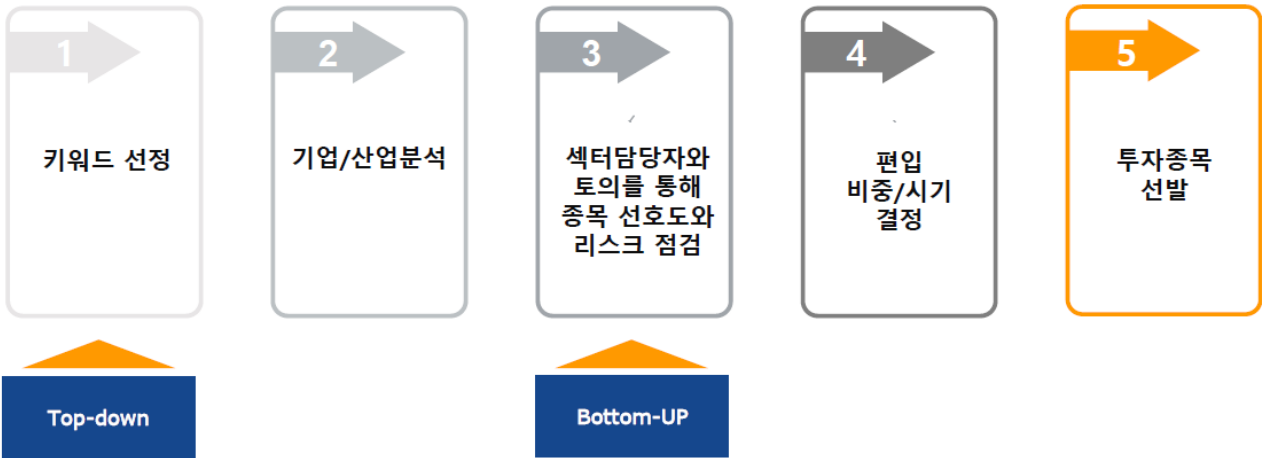 1
키워드 선정
2
기업/산업분석
3
섹터담당자와
토의를 통해
종목 선호도와
리스크 점검
4
편입
비중/시기
결정
5
투자종목
선발
Top-down
Bottom-UP